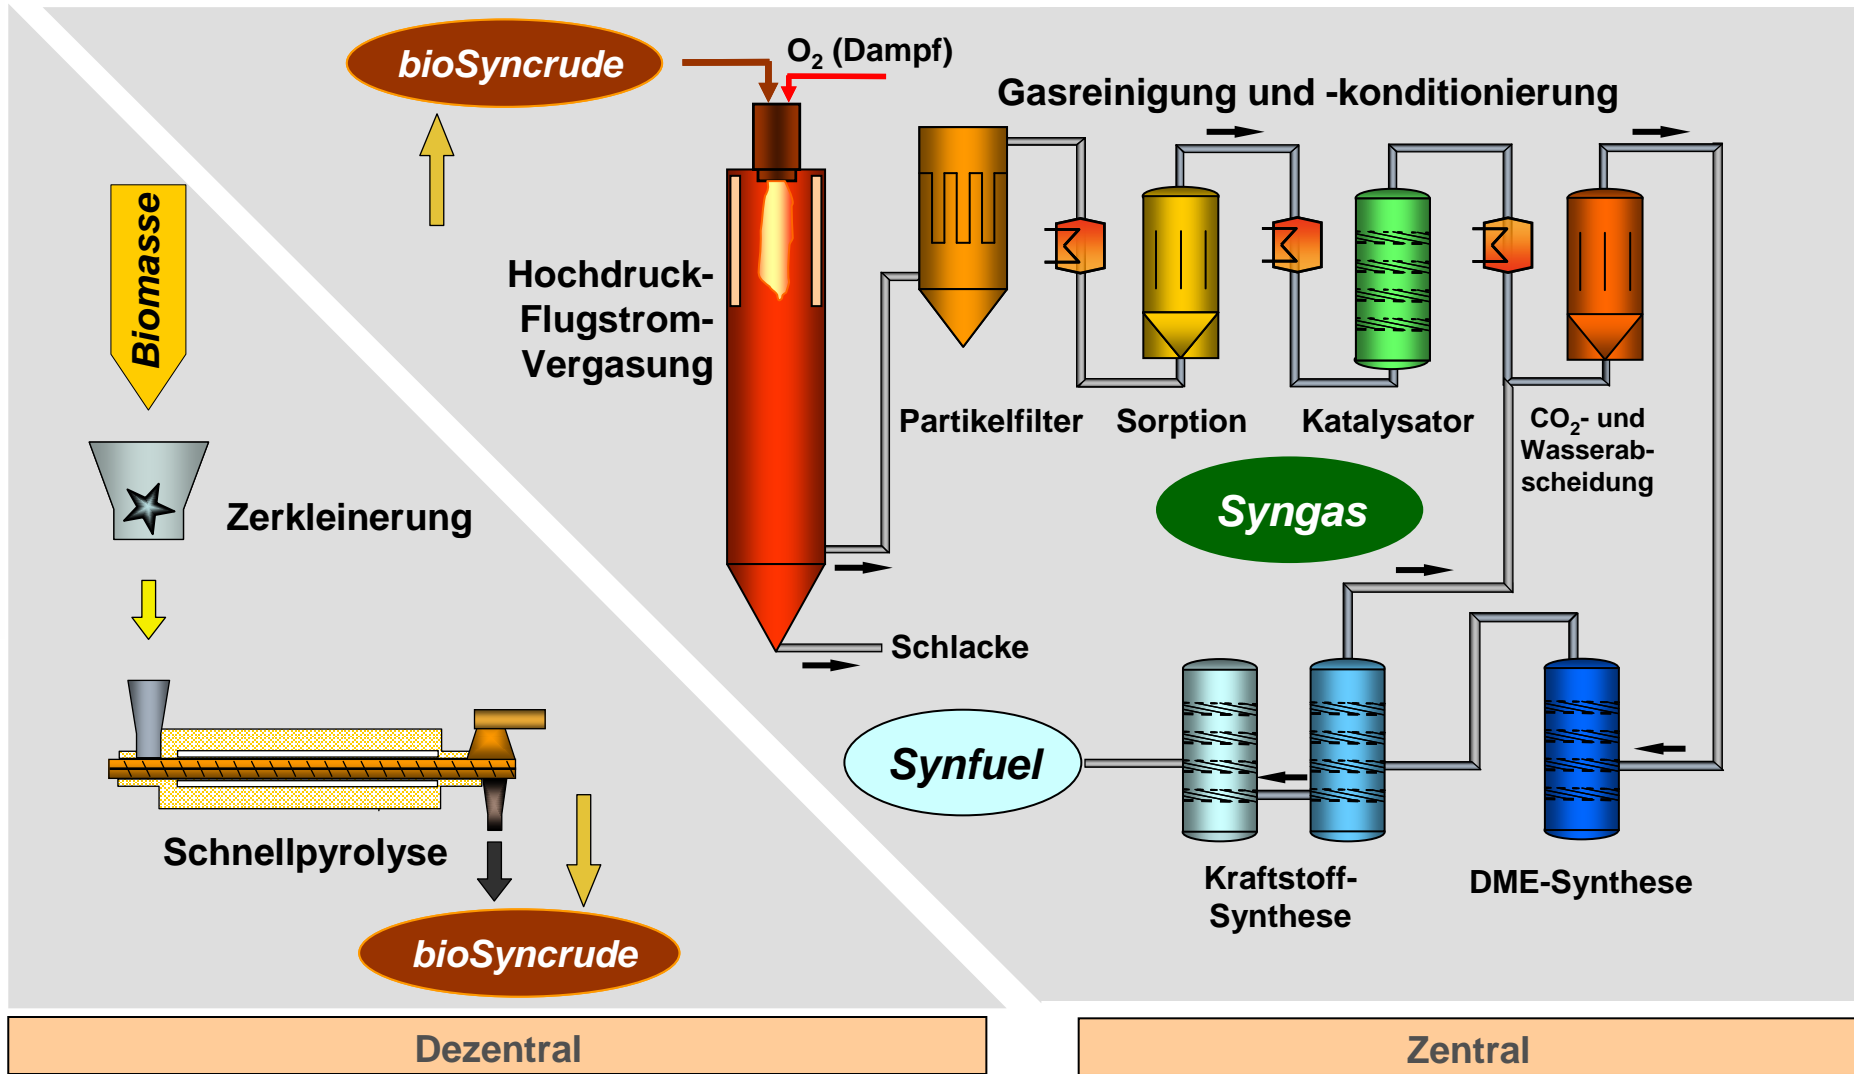 bioSyncrude
O₂ (Dampf)
Gasreinigung und -konditionierung
Biomasse
Hochdruck-
Flugstrom-
Vergasung
Partikelfilter
Sorption
Katalysator
CO₂- und
Wasserab-
scheidung
Zerkleinerung
Syngas
Schlacke
Synfuel
Schnellpyrolyse
Kraftstoff-
Synthese
DME-Synthese
bioSyncrude
Dezentral
Zentral